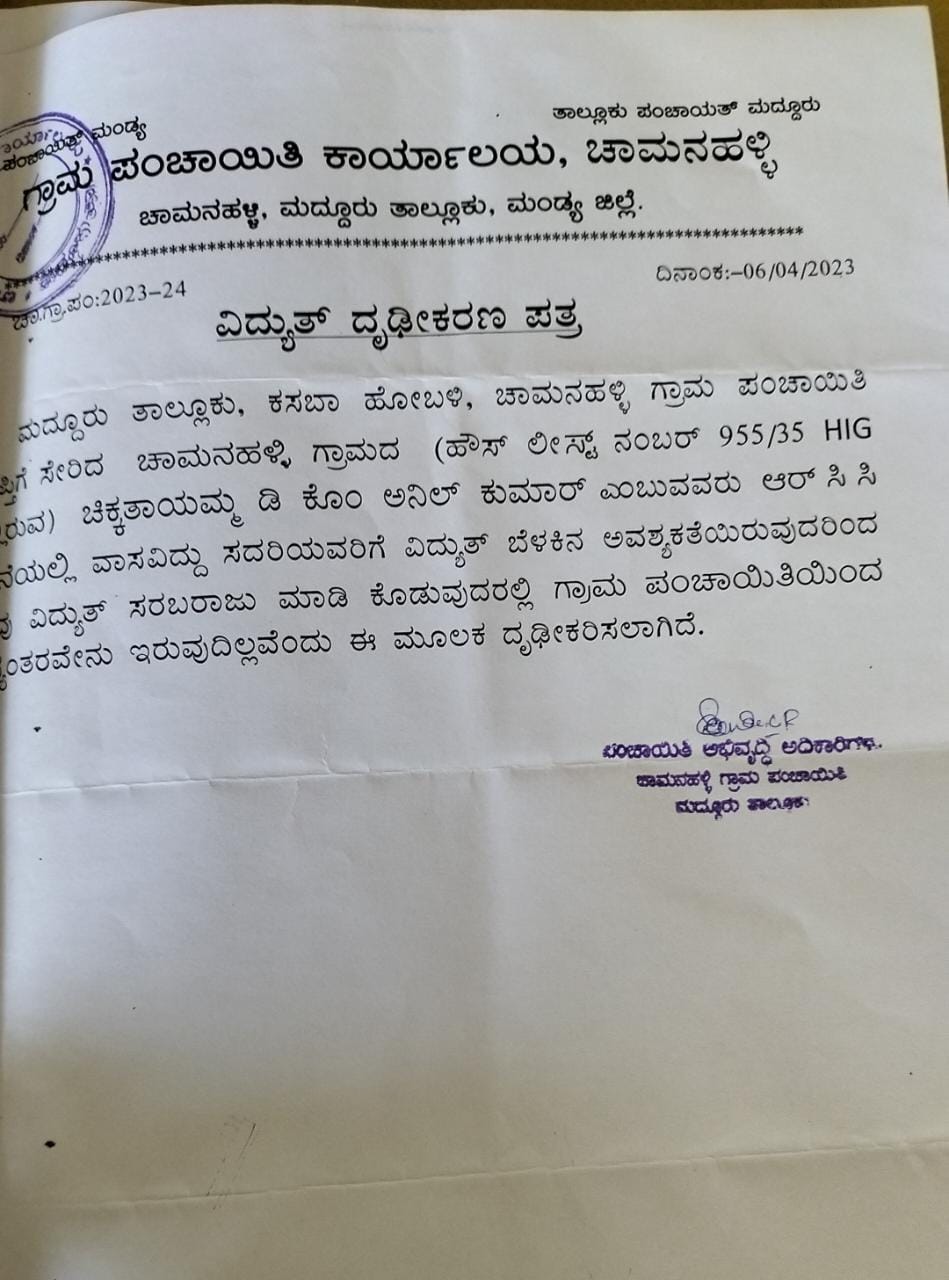 ತಾಲ್ಲೂಕು ಪಂಚಾಯತ್ ಮದ್ದೂರು
ಪಂಚಾಯತ್ ಮಂಡ್ಯ
ಗ್ರಾಮ ಪಂಚಾಯಿತಿ ಕಾರ್ಯಾಲಯ, ಚಾಮನಹಳ್ಳಿ
ಚಾಮನಹಳ್ಳಿ, ಮದ್ದೂರು ತಾಲ್ಲೂಕು, ಮಂಡ್ಯ ಜಿಲ್ಲೆ.
ಚಾ.ಗ್ರಾ.ಪಂ:2023-24 ದಿನಾಂಕ:-06/04/2023
ವಿದ್ಯುತ್ ದೃಢೀಕರಣ ಪತ್ರ
ಮದ್ದೂರು ತಾಲ್ಲೂಕು, ಕಸಬಾ ಹೋಬಳಿ, ಚಾಮನಹಳ್ಳಿ ಗ್ರಾಮ ಪಂಚಾಯಿತಿ
ಸೇರಿದ ಚಾಮನಹಳ್ಳಿ ಗ್ರಾಮದ (ಹೌಸ್ ಲೀಸ್ಟ್ ನಂಬರ್ 955/35 HIG
ಚಿಕ್ಕತಾಯಮ್ಮ ಡಿ ಕೊಂ ಅನಿಲ್ ಕುಮಾರ್ ಎಂಬುವವರು ಆರ್ ಸಿ ಸಿ
ವಾಸವಿದ್ದು ಸದರಿಯವರಿಗೆ ವಿದ್ಯುತ್ ಬೆಳಕಿನ ಅವಶ್ಯಕತೆಯಿರುವುದರಿಂದ
ವಿದ್ಯುತ್ ಸರಬರಾಜು ಮಾಡಿ ಕೊಡುವುದರಲ್ಲಿ ಗ್ರಾಮ ಪಂಚಾಯಿತಿಯಿಂದ
ಇರುವುದಿಲ್ಲವೆಂದು ಈ ಮೂಲಕ ದೃಢೀಕರಿಸಲಾಗಿದೆ.
ಪಂಚಾಯಿತಿ ಅಭಿವೃದ್ಧಿ ಅದಿಕಾರಿಗಳು.
ಚಾಮನಹಳ್ಳಿ ಗ್ರಾಮ ಪಂಚಾಯಿತಿ
ಮದ್ದೂರು ತಾಲ್ಲೂಕು